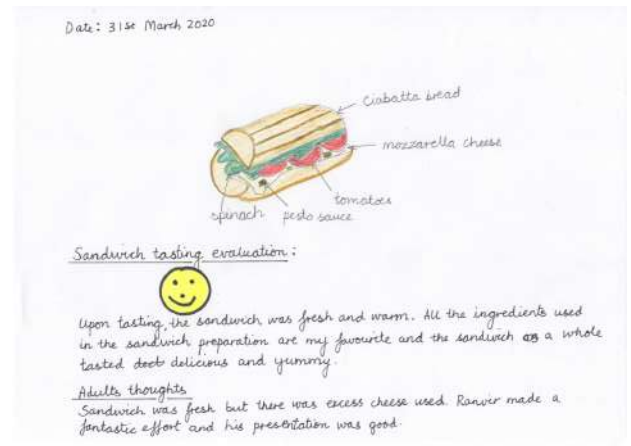 Date: 31st March 2020
Ciabatta bread
mozzarella cheese
tomatoes
spinach pesto sauce
Sandwich tasting evaluation:
Upon tasting, the sandwich was fresh and warm. All the ingredients used
in the sandwich preparation are my favourite and the sandwich as a whole
tasted delicious and yummy.
Adults thoughts
Sandwich was fresh but there was excess cheese used. Ranvir made a
fantastic effort and his presentation was good.